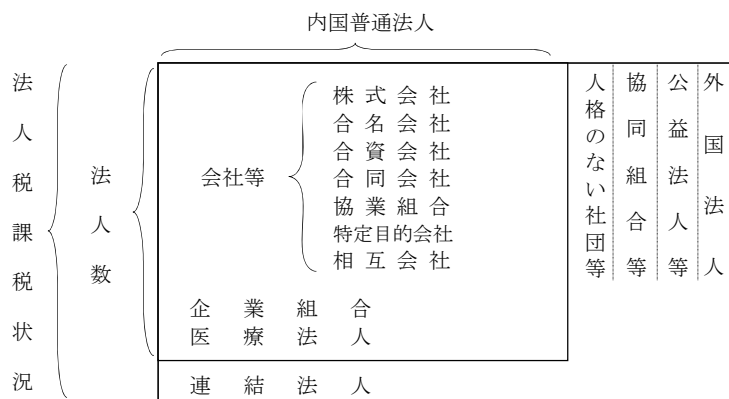 内国普通法人
法人税課税状況
法人数
会社等
株式会社
合名会社
合資会社
合同会社
協業組合
特定目的会社
相互会社
企業組合
医療法人
連結法人
人格のない社団等
協同組合等
公益法人等
外国法人